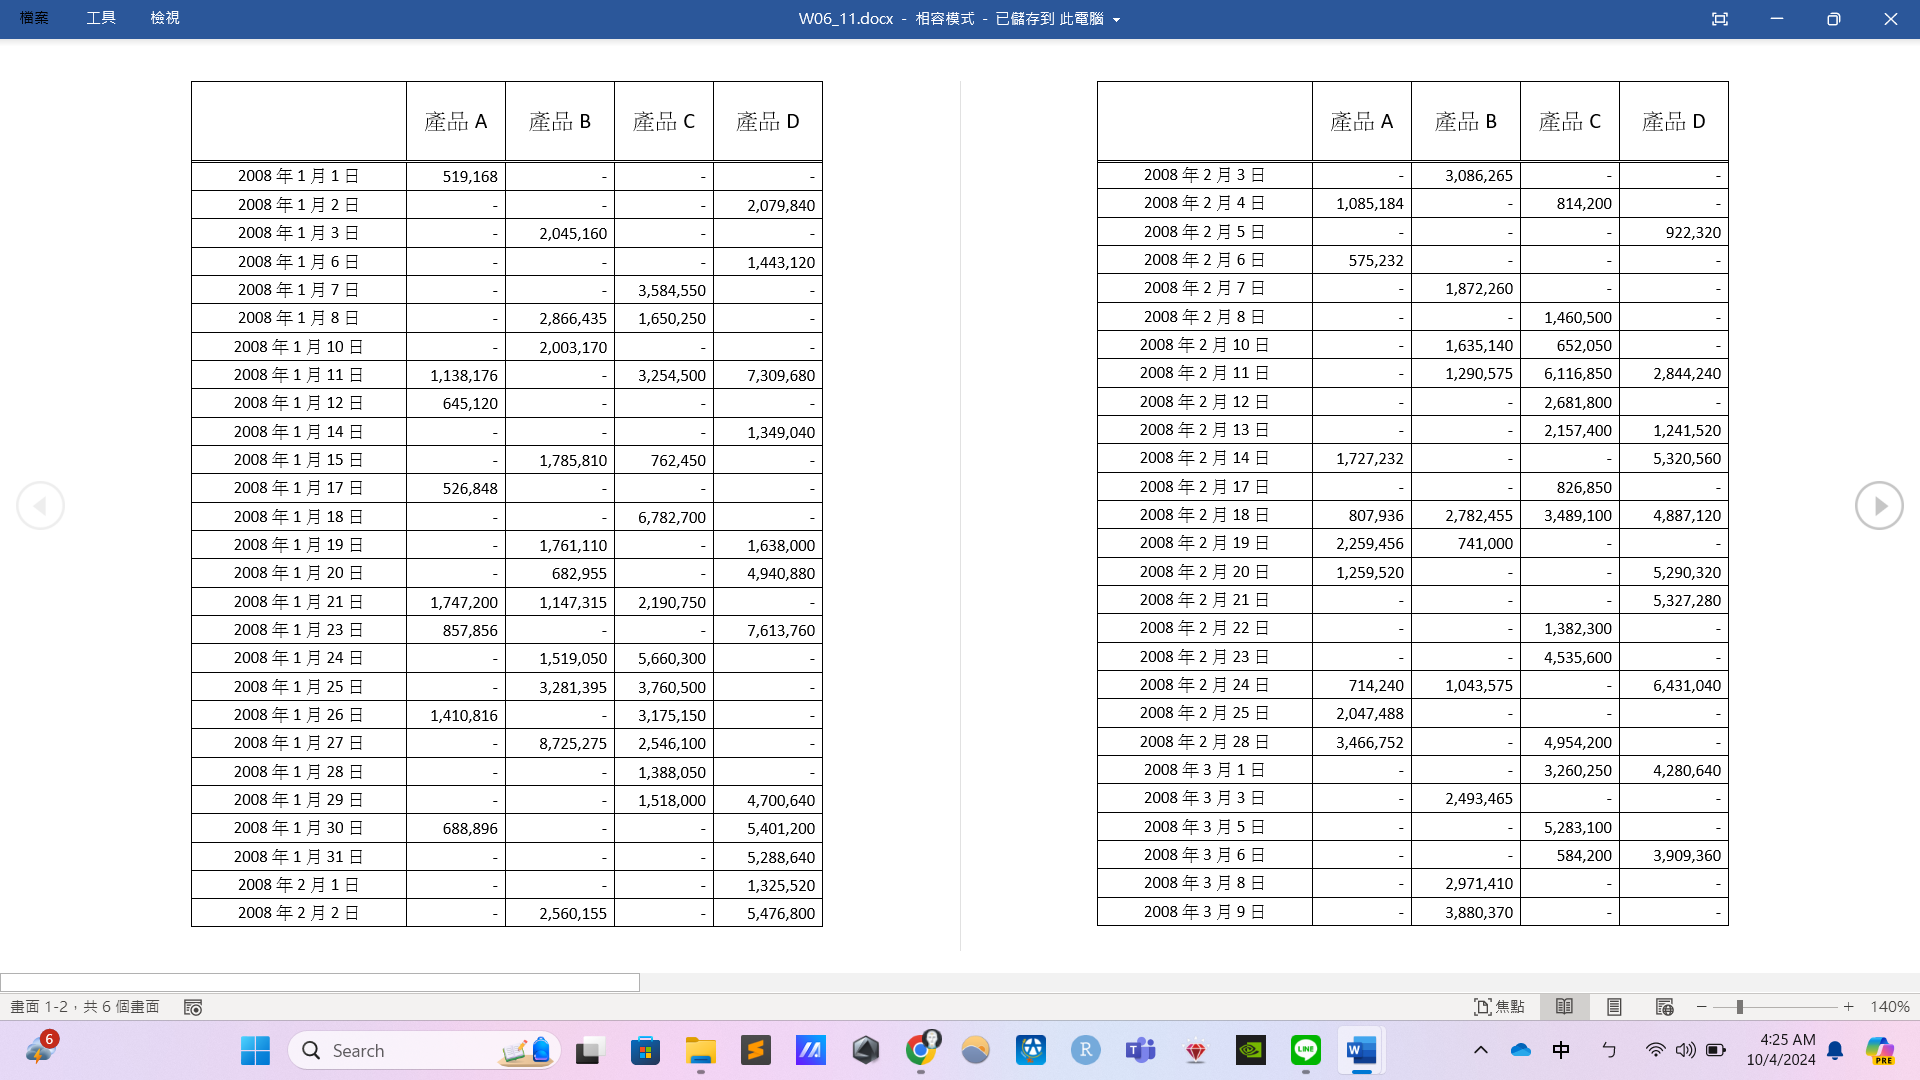 檔案 工具 檢視 W06_11.docx - 相容模式 - 已儲存到 此電腦
產品 A 產品 B 產品 C 產品 D
2008 年 1 月 1 日 519,168 - - -
2008 年 1 月 2 日 - - - 2,079,840
2008 年 1 月 3 日 - 2,045,160 - -
2008 年 1 月 6 日 - - - 1,443,120
2008 年 1 月 7 日 - - 3,584,550 -
2008 年 1 月 8 日 - 2,866,435 1,650,250 -
2008 年 1 月 10 日 - 2,003,170 - -
2008 年 1 月 11 日 1,138,176 - 3,254,500 7,309,680
2008 年 1 月 12 日 645,120 - - -
2008 年 1 月 14 日 - - - 1,349,040
2008 年 1 月 15 日 - 1,785,810 762,450 -
2008 年 1 月 17 日 526,848 - - -
2008 年 1 月 18 日 - - 6,782,700 -
2008 年 1 月 19 日 - 1,761,110 - 1,638,000
2008 年 1 月 20 日 - 682,955 - 4,940,880
2008 年 1 月 21 日 1,747,200 1,147,315 2,190,750 -
2008 年 1 月 23 日 857,856 - - 7,613,760
2008 年 1 月 24 日 - 1,519,050 5,660,300 -
2008 年 1 月 25 日 - 3,281,395 3,760,500 -
2008 年 1 月 26 日 1,410,816 - 3,175,150 -
2008 年 1 月 27 日 - 8,725,275 2,546,100 -
2008 年 1 月 28 日 - - 1,388,050 -
2008 年 1 月 29 日 - - 1,518,000 4,700,640
2008 年 1 月 30 日 688,896 - - 5,401,200
2008 年 1 月 31 日 - - - 5,288,640
2008 年 2 月 1 日 - - - 1,325,520
2008 年 2 月 2 日 - 2,560,155 - 5,476,800
產品 A 產品 B 產品 C 產品 D
2008 年 2 月 3 日 - 3,086,265 - -
2008 年 2 月 4 日 1,085,184 - 814,200 -
2008 年 2 月 5 日 - - - 922,320
2008 年 2 月 6 日 575,232 - - -
2008 年 2 月 7 日 - 1,872,260 - -
2008 年 2 月 8 日 - - 1,460,500 -
2008 年 2 月 10 日 - 1,635,140 652,050 -
2008 年 2 月 11 日 - 1,290,575 6,116,850 2,844,240
2008 年 2 月 12 日 - - 2,681,800 -
2008 年 2 月 13 日 - - 2,157,400 1,241,520
2008 年 2 月 14 日 1,727,232 - - 5,320,560
2008 年 2 月 17 日 - - 826,850 -
2008 年 2 月 18 日 807,936 2,782,455 3,489,100 4,887,120
2008 年 2 月 19 日 2,259,456 741,000 - -
2008 年 2 月 20 日 1,259,520 - - 5,290,320
2008 年 2 月 21 日 - - - 5,327,280
2008 年 2 月 22 日 - - 1,382,300 -
2008 年 2 月 23 日 - - 4,535,600 -
2008 年 2 月 24 日 714,240 1,043,575 - 6,431,040
2008 年 2 月 25 日 2,047,488 - - -
2008 年 2 月 28 日 3,466,752 - 4,954,200 -
2008 年 3 月 1 日 - - 3,260,250 4,280,640
2008 年 3 月 3 日 - 2,493,465 - -
2008 年 3 月 5 日 - - 5,283,100 -
2008 年 3 月 6 日 - - 584,200 3,909,360
2008 年 3 月 8 日 - 2,971,410 - -
2008 年 3 月 9 日 - 3,880,370 - -
畫面 1-2，共 6 個畫面 焦點 140%
6 Search LINE 中 ㄅ 4:25 AM
10/4/2024 PRE